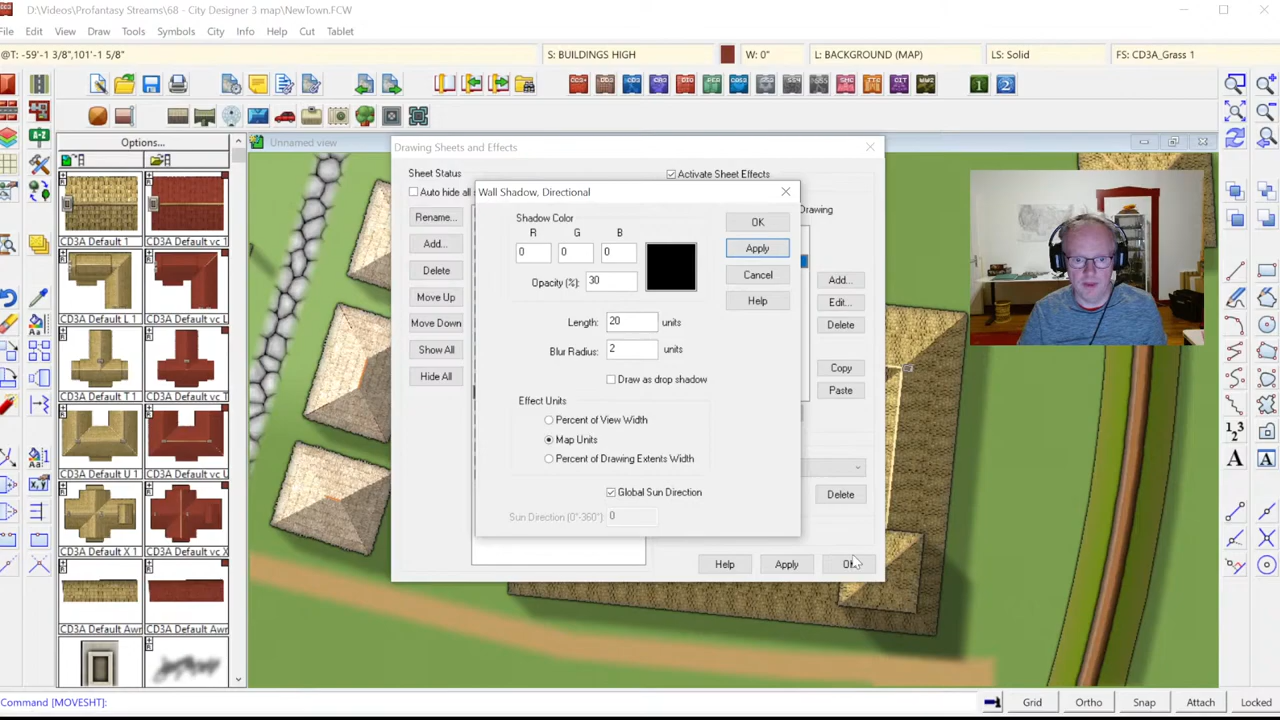 D:\Videos\Profantasy Streams\68 - City Designer 3 map\NewTown.FCW
File Edit View Draw Tools Symbols City Info Help Cut Tablet
@T: -59'-1 3/8",101'-1 5/8" S: BUILDINGS HIGH W: 0" L: BACKGROUND (MAP) LS: Solid FS: CD3A_Grass 1
Options...
Unnamed view
Drawing Sheets and Effects
Sheet Status
Activate Sheet Effects
Auto hide all
Wall Shadow, Directional
Drawing
Rename...
Add...
Delete
Move Up
Move Down
Show All
Hide All
Shadow Color
R G B
0 0 0
Opacity (%): 30
OK
Apply
Cancel
Help
Length: 20 units
Blur Radius: 2 units
Draw as drop shadow
Effect Units
Percent of View Width
Map Units
Percent of Drawing Extents Width
Global Sun Direction
Sun Direction (0°-360°): 0
Add...
Edit...
Delete
Copy
Paste
Delete
Help Apply
CD3A Default 1 CD3A Default vc 1
CD3A Default L 1 CD3A Default vc L
CD3A Default T 1 CD3A Default vc T
CD3A Default U 1 CD3A Default vc U
CD3A Default X 1 CD3A Default vc X
CD3A Default Awr CD3A Default Awr
Command [MOVESHT]:
Grid Ortho Snap Attach Locked